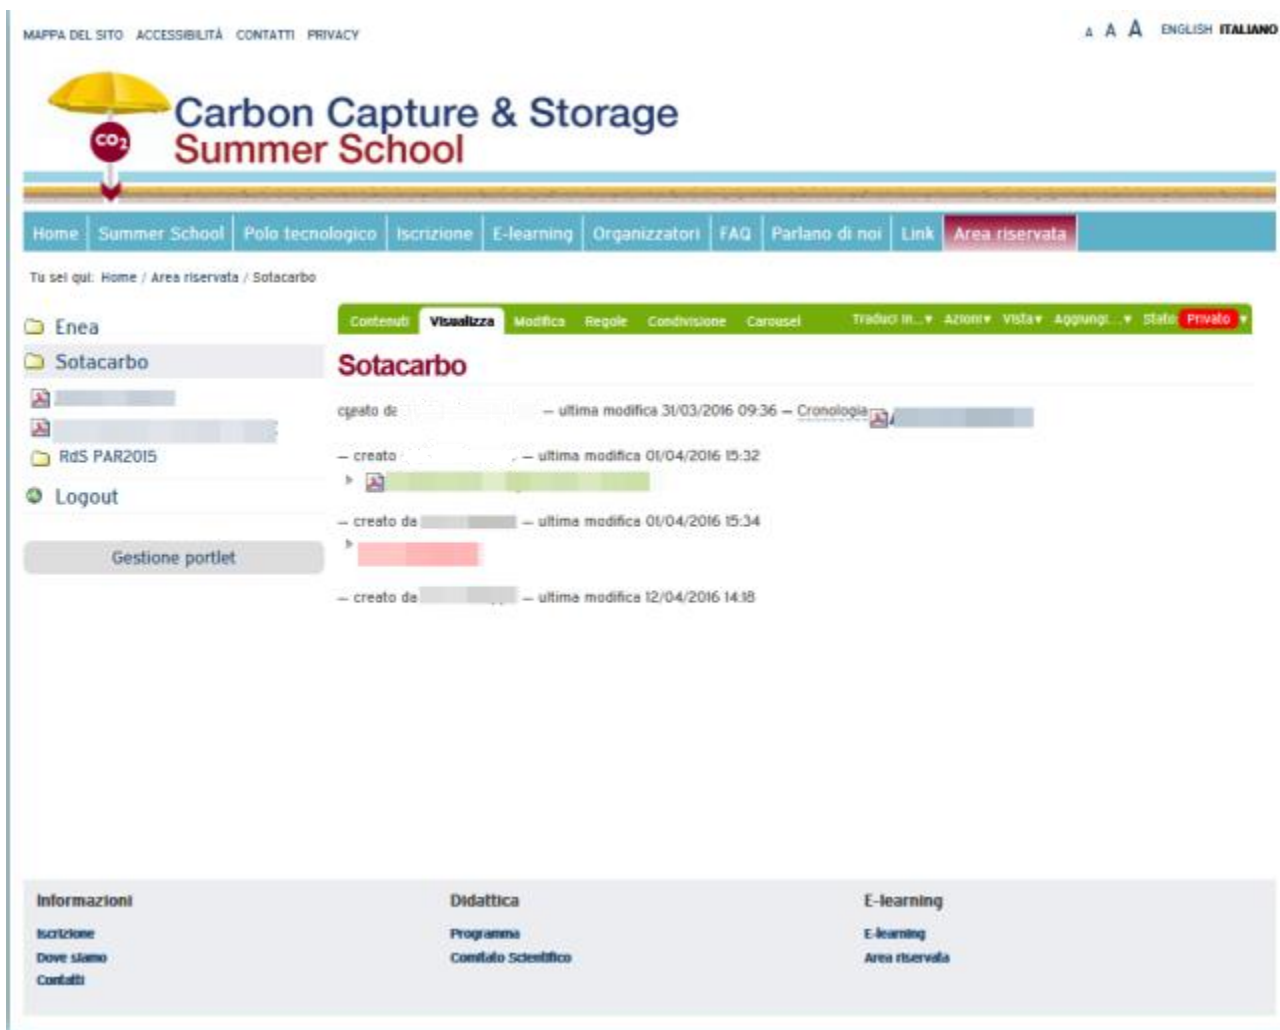 MAPPA DEL SITO ACCESSIBILITÀ CONTATTI PRIVACY
A A A ENGLISH ITALIANO
CO2
Carbon Capture & Storage
Summer School
Home Summer School Polo tecnologico Iscrizione E-learning Organizzatori FAQ Parlano di noi Link Area riservata
Tu sei qui: Home / Area riservata / Sotacarbo
Enea
Sotacarbo
RdS PAR2015
Logout
Gestione portlet
Contenuti Visualizza Modifica Regole Condivisione Carousel Traduci in...▾ Azioni▾ Vista▾ Aggiungi...▾ Stato: Privato ▾
Sotacarbo
creato da — ultima modifica 31/03/2016 09:36 — Cronologia
— creato — ultima modifica 01/04/2016 15:32
— creato da — ultima modifica 01/04/2016 15:34
— creato da — ultima modifica 12/04/2016 14:18
Informazioni
Iscrizione
Dove siamo
Contatti
Didattica
Programma
Comitato Scientifico
E-learning
E-learning
Area riservata